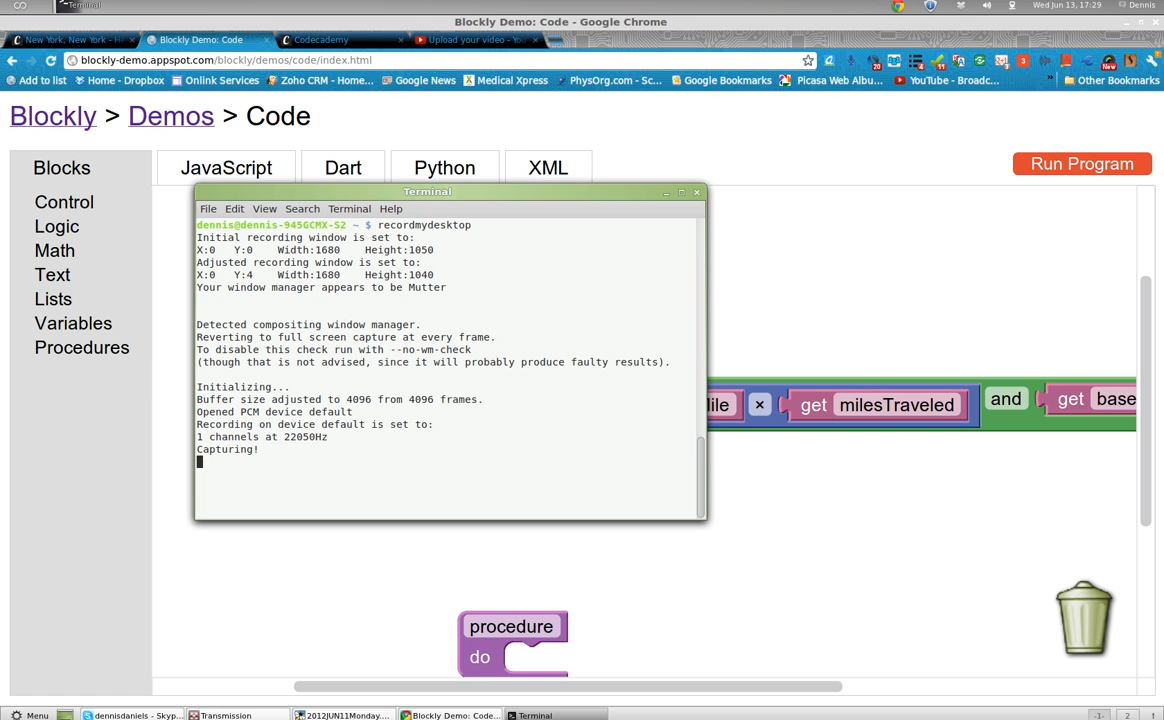 Terminal
Wed Jun 13, 17:29
Dennis
Blockly Demo: Code - Google Chrome
New York, New York - H
Blockly Demo: Code
Codecademy
Upload your video - Yo
blockly-demo.appspot.com/blockly/demos/code/index.html
Add to list
Home - Dropbox
Onlink Services
Zoho CRM - Home...
Google News
Medical Xpress
PhysOrg.com - Sc...
Google Bookmarks
Picasa Web Albu...
YouTube - Broadc...
»
Other Bookmarks
Blockly > Demos > Code
Blocks
JavaScript
Dart
Python
XML
Run Program
Control
Logic
Math
Text
Lists
Variables
Procedures
Terminal
File Edit View Search Terminal Help
dennis@dennis-945GCMX-S2 ~ $ recordmydesktop
Initial recording window is set to:
X:0 Y:0 Width:1680 Height:1050
Adjusted recording window is set to:
X:0 Y:4 Width:1680 Height:1040
Your window manager appears to be Mutter
Detected compositing window manager.
Reverting to full screen capture at every frame.
To disable this check run with --no-wm-check
(though that is not advised, since it will probably produce faulty results).
Initializing...
Buffer size adjusted to 4096 from 4096 frames.
Opened PCM device default
Recording on device default is set to:
1 channels at 22050Hz
Capturing!
lile × get milesTraveled and get base
procedure
do
Menu
dennisdaniels - Skyp...
Transmission
2012JUN11Monday....
Blockly Demo: Code...
Terminal
-1-
2